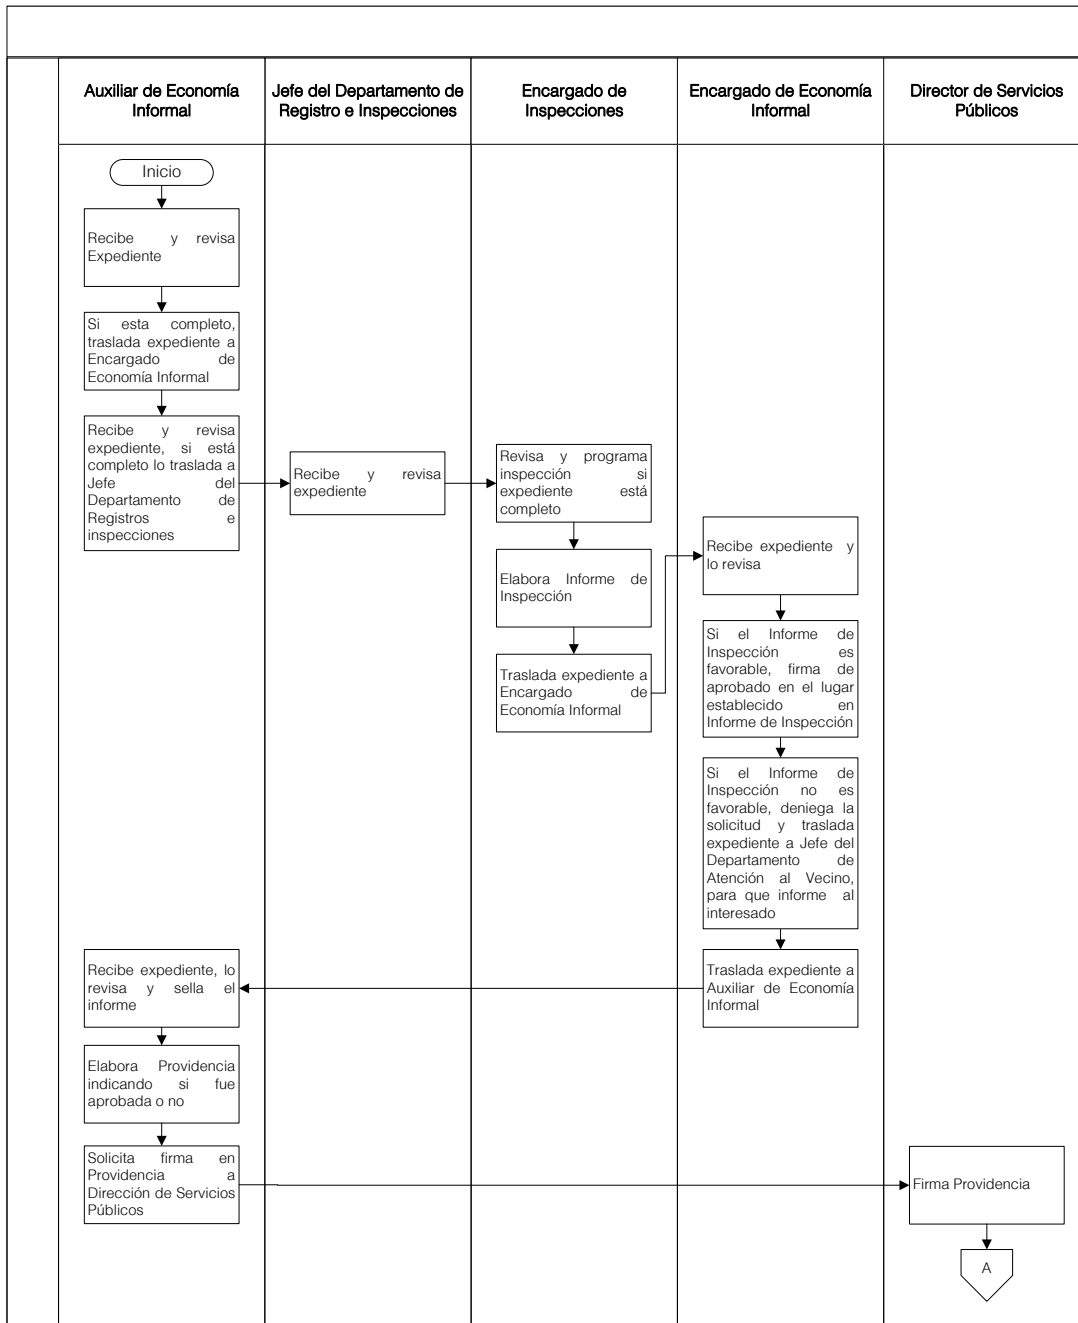 Auxiliar de Economía
Informal
Jefe del Departamento de
Registro e Inspecciones
Encargado de
Inspecciones
Encargado de Economía
Informal
Director de Servicios
Públicos
Inicio
Recibe y revisa
Expediente
Si esta completo,
traslada expediente a
Encargado de
Economía Informal
Recibe y revisa
expediente, si está
completo lo traslada a
Jefe del
Departamento de
Registros e
inspecciones
Recibe y revisa
expediente
Revisa y programa
inspección si
expediente está
completo
Elabora Informe de
Inspección
Traslada expediente a
Encargado de
Economía Informal
Recibe expediente y
lo revisa
Si el Informe de
Inspección es
favorable, firma de
aprobado en el lugar
establecido en
Informe de Inspección
Si el Informe de
Inspección no es
favorable, deniega la
solicitud y traslada
expediente a Jefe del
Departamento de
Atención al Vecino,
para que informe al
interesado
Traslada expediente a
Auxiliar de Economía
Informal
Recibe expediente, lo
revisa y sella el
informe
Elabora Providencia
indicando si fue
aprobada o no
Solicita firma en
Providencia a
Dirección de Servicios
Públicos
Firma Providencia
A